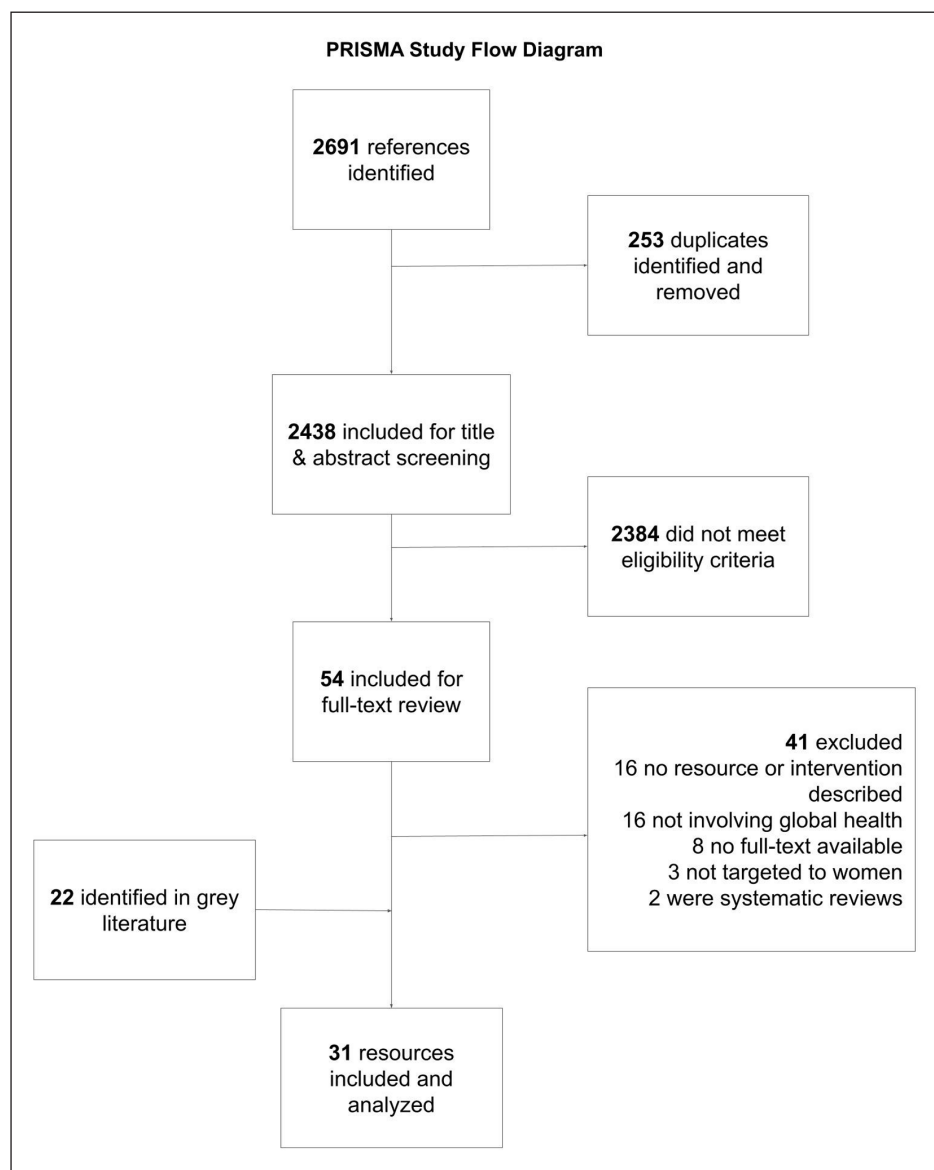 PRISMA Study Flow Diagram
2691 references
identified
253 duplicates
identified and
removed
2438 included for title
& abstract screening
2384 did not meet
eligibility criteria
54 included for
full-text review
41 excluded
16 no resource or intervention
described
16 not involving global health
8 no full-text available
3 not targeted to women
2 were systematic reviews
22 identified in grey
literature
31 resources
included and
analyzed